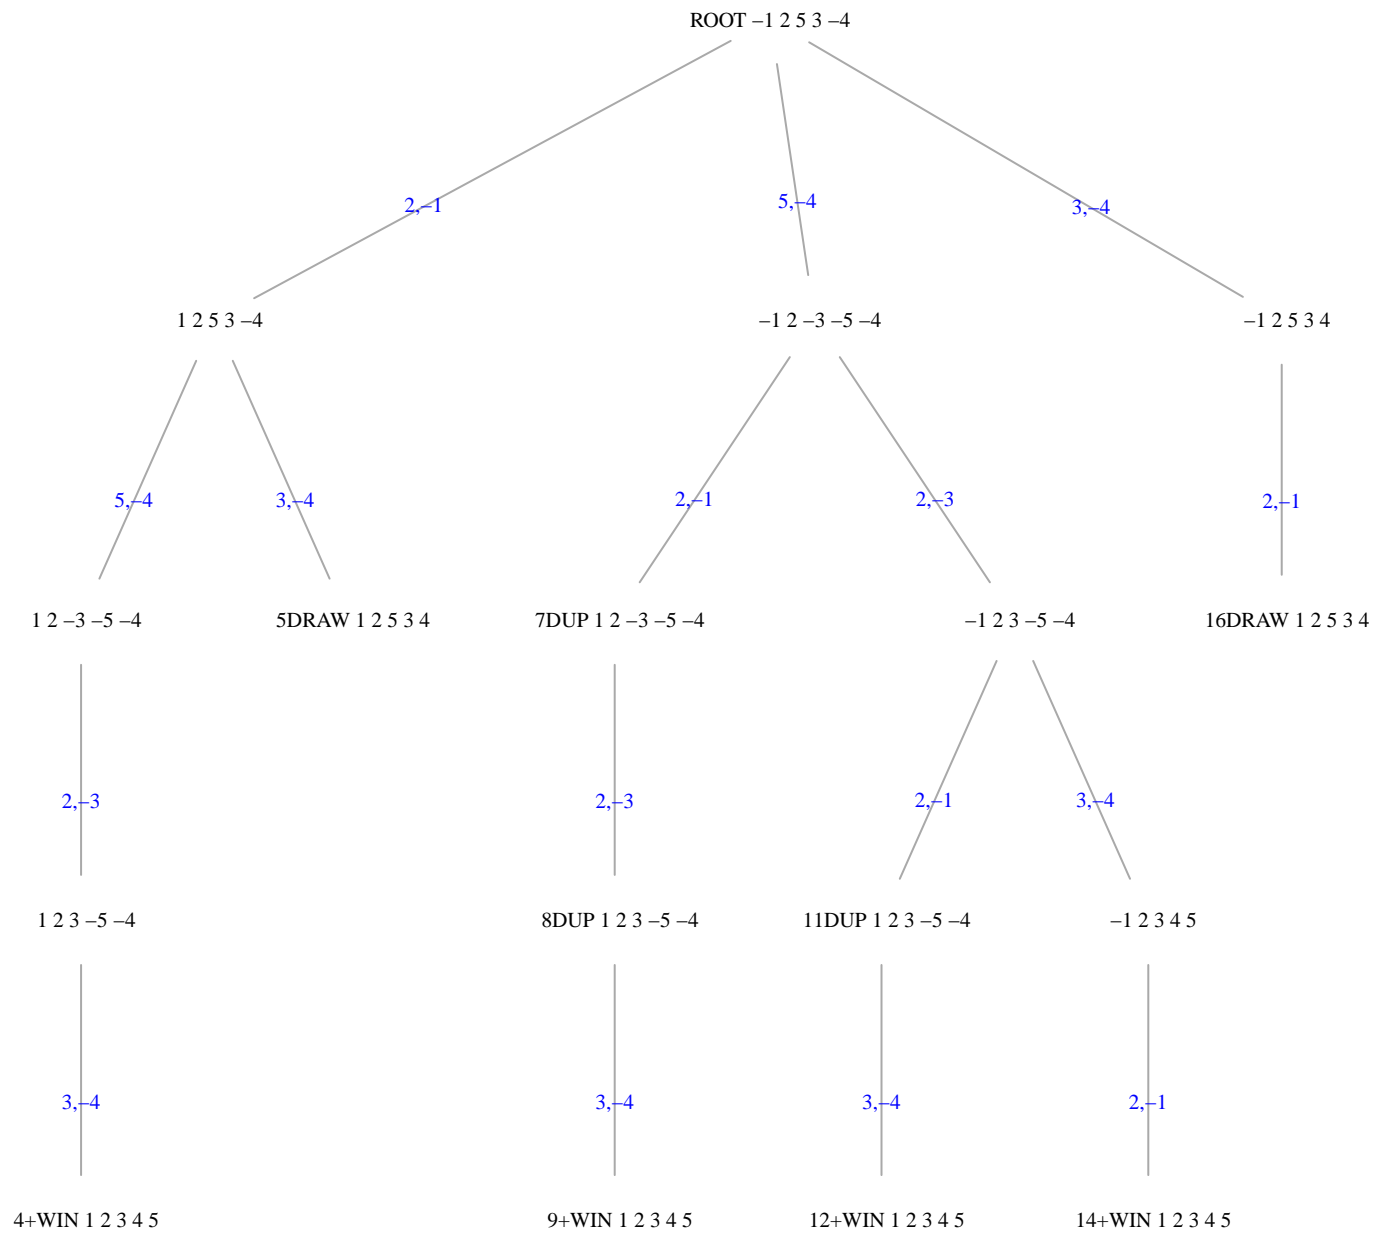 ROOT –1 2 5 3 –4
2,–1
5,–4
3,–4
1 2 5 3 –4
–1 2 –3 –5 –4
–1 2 5 3 4
5,–4
3,–4
2,–1
2,–3
2,–1
1 2 –3 –5 –4
5DRAW 1 2 5 3 4
7DUP 1 2 –3 –5 –4
–1 2 3 –5 –4
16DRAW 1 2 5 3 4
2,–3
2,–3
2,–1
3,–4
1 2 3 –5 –4
8DUP 1 2 3 –5 –4
11DUP 1 2 3 –5 –4
–1 2 3 4 5
3,–4
3,–4
3,–4
2,–1
4+WIN 1 2 3 4 5
9+WIN 1 2 3 4 5
12+WIN 1 2 3 4 5
14+WIN 1 2 3 4 5